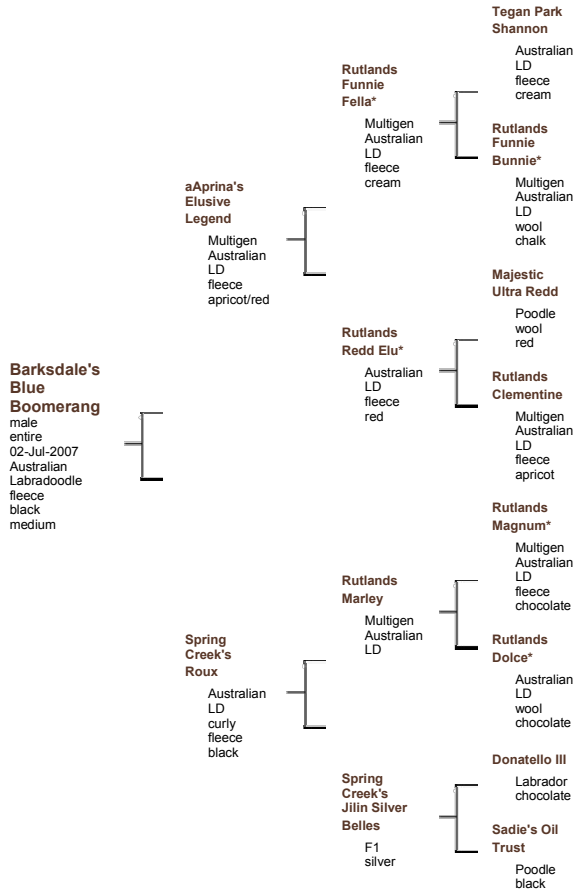 Barksdale's
Blue
Boomerang
male
entire
02-Jul-2007
Australian
Labradoodle
fleece
black
medium
aAprina's
Elusive
Legend
Multigen
Australian
LD
fleece
apricot/red
Spring
Creek's
Roux
Australian
LD
curly
fleece
black
Rutlands
Funnie
Fella*
Multigen
Australian
LD
fleece
cream
Rutlands
Redd Elu*
Australian
LD
fleece
red
Rutlands
Marley
Multigen
Australian
LD
Spring
Creek's
Jilin Silver
Belles
F1
silver
Tegan Park
Shannon
Australian
LD
fleece
cream
Rutlands
Funnie
Bunnie*
Multigen
Australian
LD
wool
chalk
Majestic
Ultra Redd
Poodle
wool
red
Rutlands
Clementine
Multigen
Australian
LD
fleece
apricot
Rutlands
Magnum*
Multigen
Australian
LD
fleece
chocolate
Rutlands
Dolce*
Australian
LD
wool
chocolate
Donatello III
Labrador
chocolate
Sadie's Oil
Trust
Poodle
black